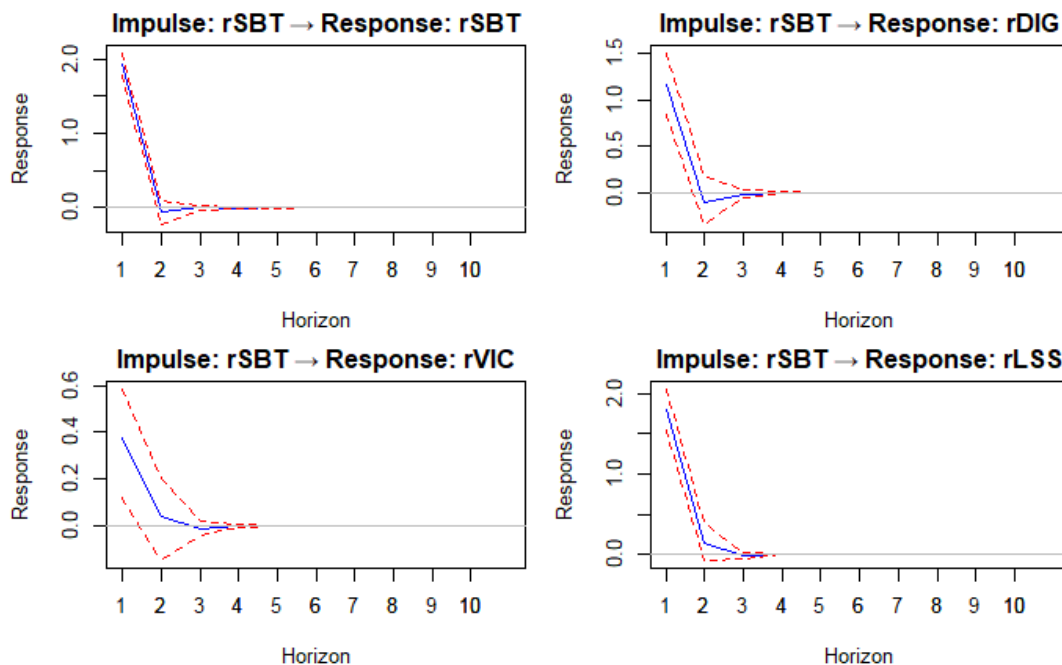 Impulse: rSBT → Response: rSBT
Response
2.0
1.0
0.0
1 2 3 4 5 6 7 8 9 10
Horizon
Impulse: rSBT → Response: rDIG
Response
1.5
1.0
0.5
0.0
1 2 3 4 5 6 7 8 9 10
Horizon
Impulse: rSBT → Response: rVIC
Response
0.6
0.4
0.2
0.0
1 2 3 4 5 6 7 8 9 10
Horizon
Impulse: rSBT → Response: rLSS
Response
2.0
1.0
0.0
1 2 3 4 5 6 7 8 9 10
Horizon